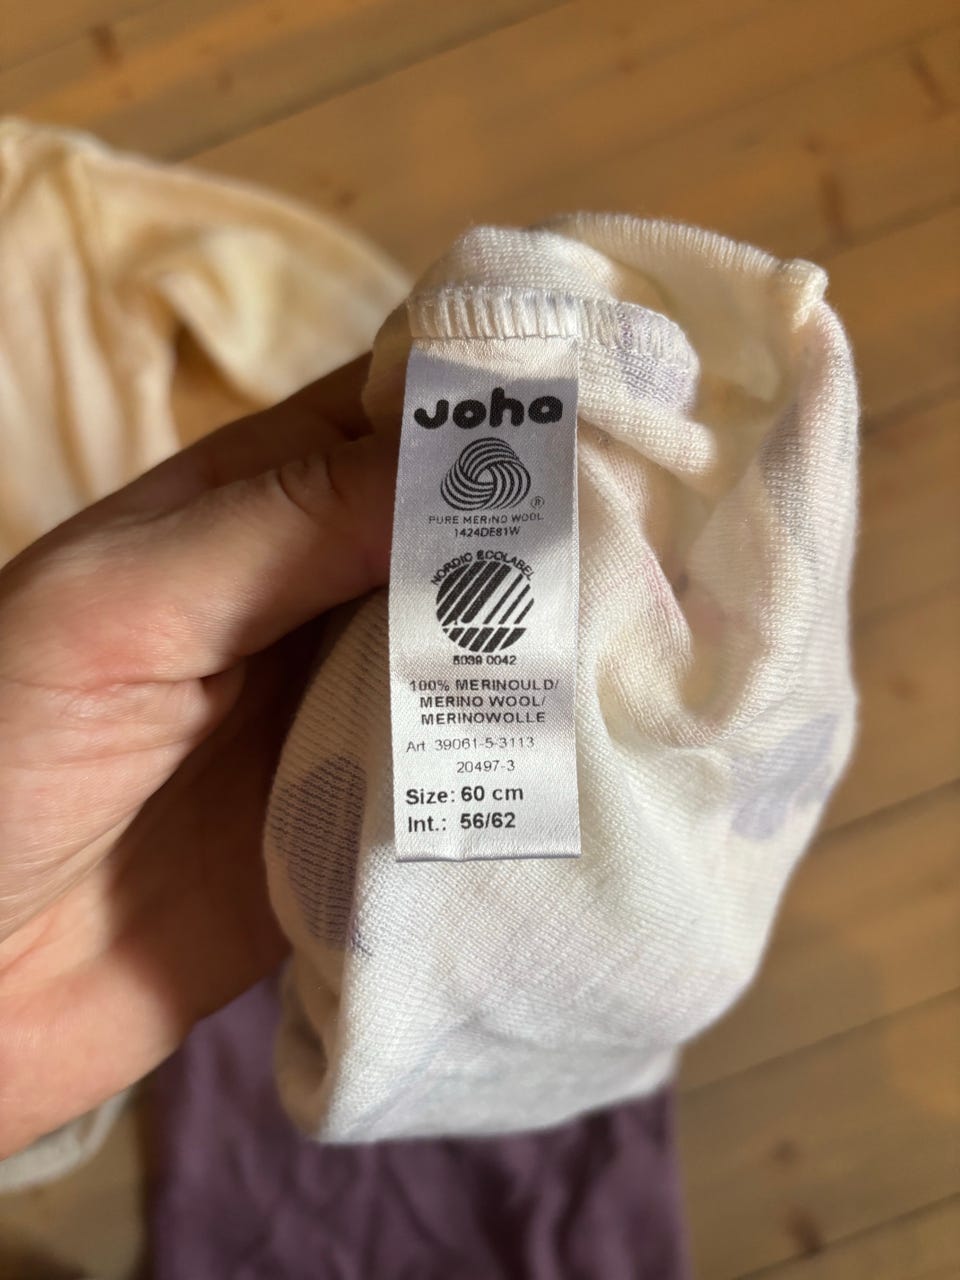 Joha
®
PURE MERINO WOOL
1424DE81W
NORDIC ECOLABEL
5039 0042
100% MERINOULD/
MERINO WOOL/
MERINOWOLLE
Art 39061-5-3113
20497-3
Size: 60 cm
Int.: 56/62